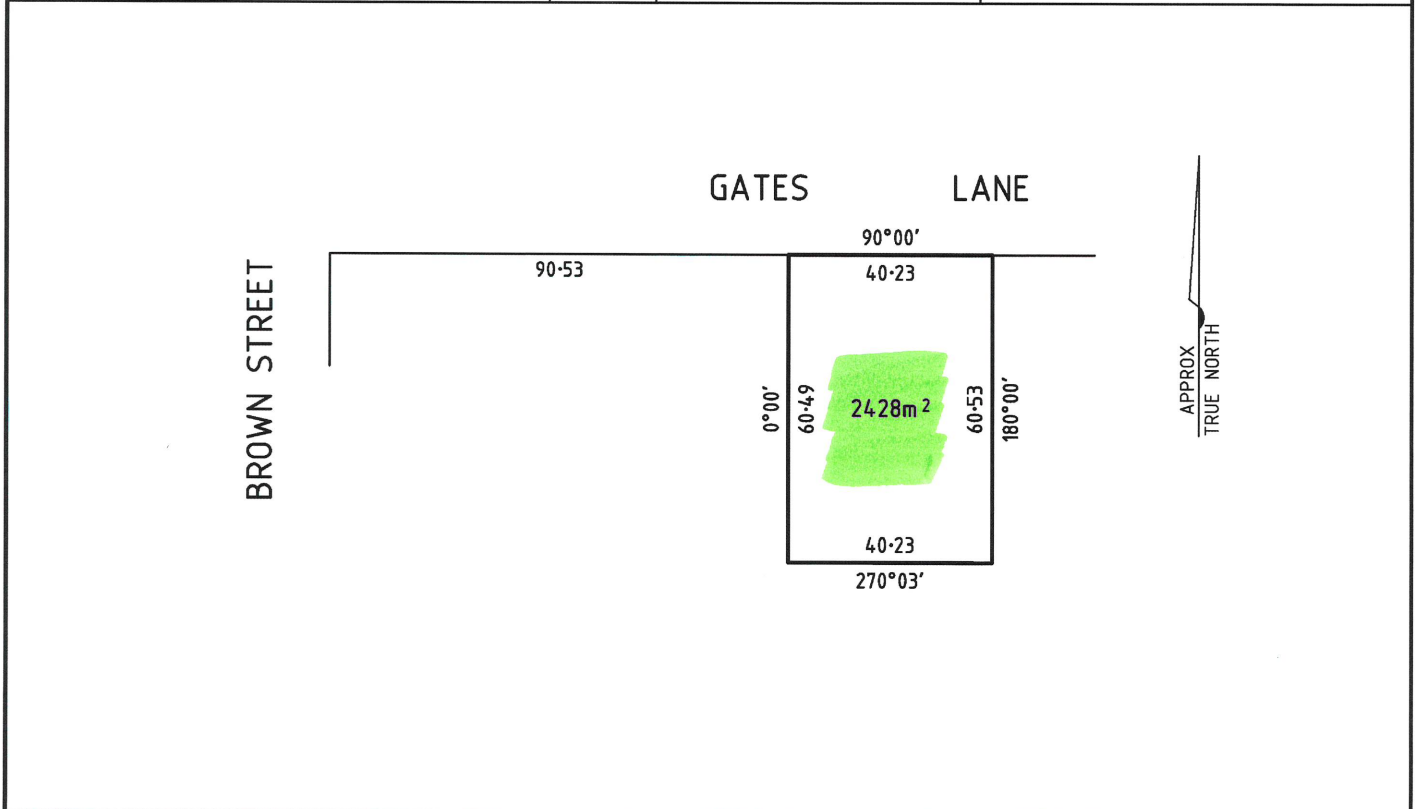 GATES LANE
90°00'
90·53
40·23
BROWN STREET
0°00'
60·49
2428m²
60·53
180°00'
40·23
270°03'
APPROX
TRUE NORTH